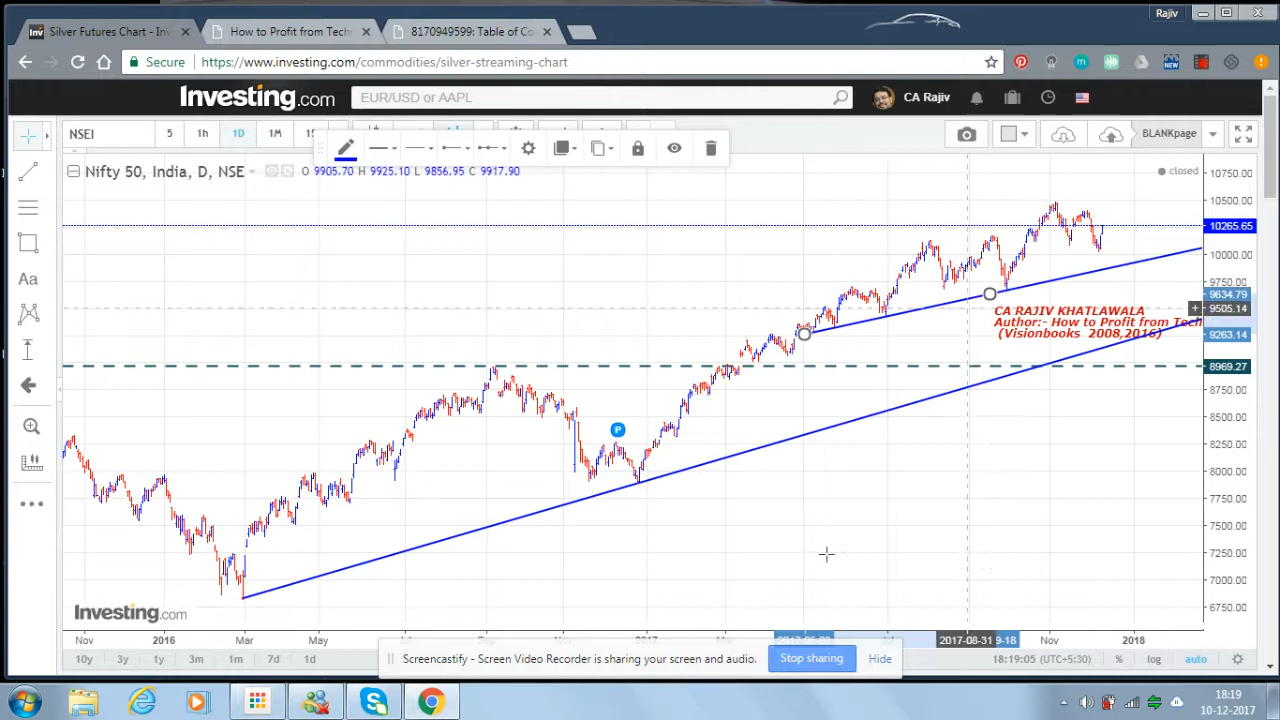 Rajiv
Silver Futures Chart - Inv
How to Profit from Tech
8170949599: Table of Co
Secure
https://www.investing.com/commodities/silver-streaming-chart
Investing.com
EUR/USD or AAPL
CA Rajiv
NEW
NSEI
5
1h
1D
1M
BLANKpage
Nifty 50, India, D, NSE
O 9905.70 H 9925.10 L 9856.95 C 9917.90
closed
10750.00
10500.00
10265.65
10000.00
9750.00
9634.79
9505.14
9263.14
8969.27
8750.00
8500.00
8250.00
8000.00
7750.00
7500.00
7250.00
7000.00
6750.00
Aa
CA RAJIV KHATLAWALA
Author:- How to Profit from Tech
(Visionbooks 2008,2016)
P
Investing.com
Nov
2016
Mar
May
2017
2017-08-31
9-18
Nov
2018
10y
3y
1y
3m
1m
7d
1d
Screencastify - Screen Video Recorder is sharing your screen and audio.
Stop sharing
Hide
18:19:05 (UTC+5:30)
%
log
auto
18:19
10-12-2017